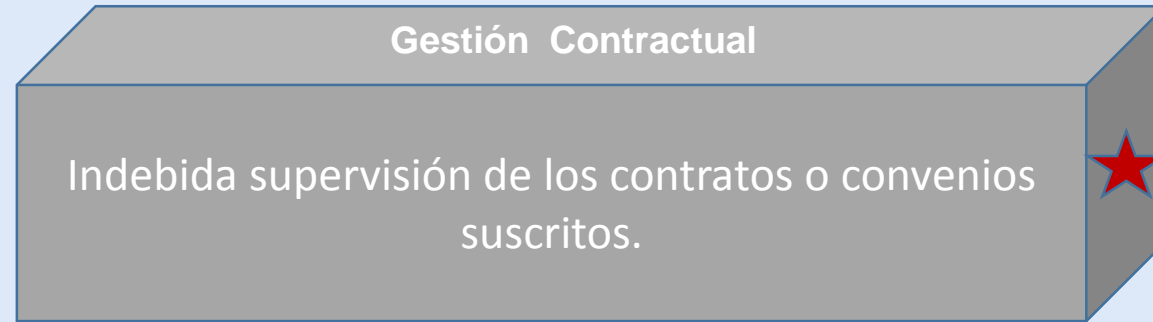 Gestión Contractual
Indebida supervisión de los contratos o convenios
suscritos.